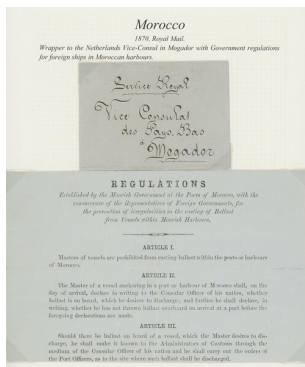 Morocco
1870, Royal Mail.
Wrapper to the Netherlands Vice-Consul in Mogador with Government regulations
for foreign ships in Moroccan harbours.
Service Royal
Vice Consulat
des Pays Bas
à
Mogador
REGULATIONS
Established by the Moorish Government at the Ports of Morocco, with the
concurrence of the Representatives of Foreign Governments, for
the prevention of irregularities in the casting of Ballast
from Vessels within Moorish Harbours.
ARTICLE I.
Masters of vessels are prohibited from casting ballast within the ports or harbours
of Morocco.
ARTICLE II.
The Master of a vessel anchoring in a port or harbour of Morocco shall, on the
day of arrival, declare in writing to the Consular Officer of his nation, whether
ballast is on board, which he desires to discharge; and further he shall declare, in
writing, whether he has not thrown ballast overboard on arrival at a port before the
foregoing declarations are made.
ARTICLE III.
Should there be ballast on board of a vessel, which the Master desires to dis-
charge, he shall make it known to the Administrators of Customs through the
medium of the Consular Officer of his nation and he shall carry out the orders of
the Port Officers, as to the site where such ballast shall be discharged.